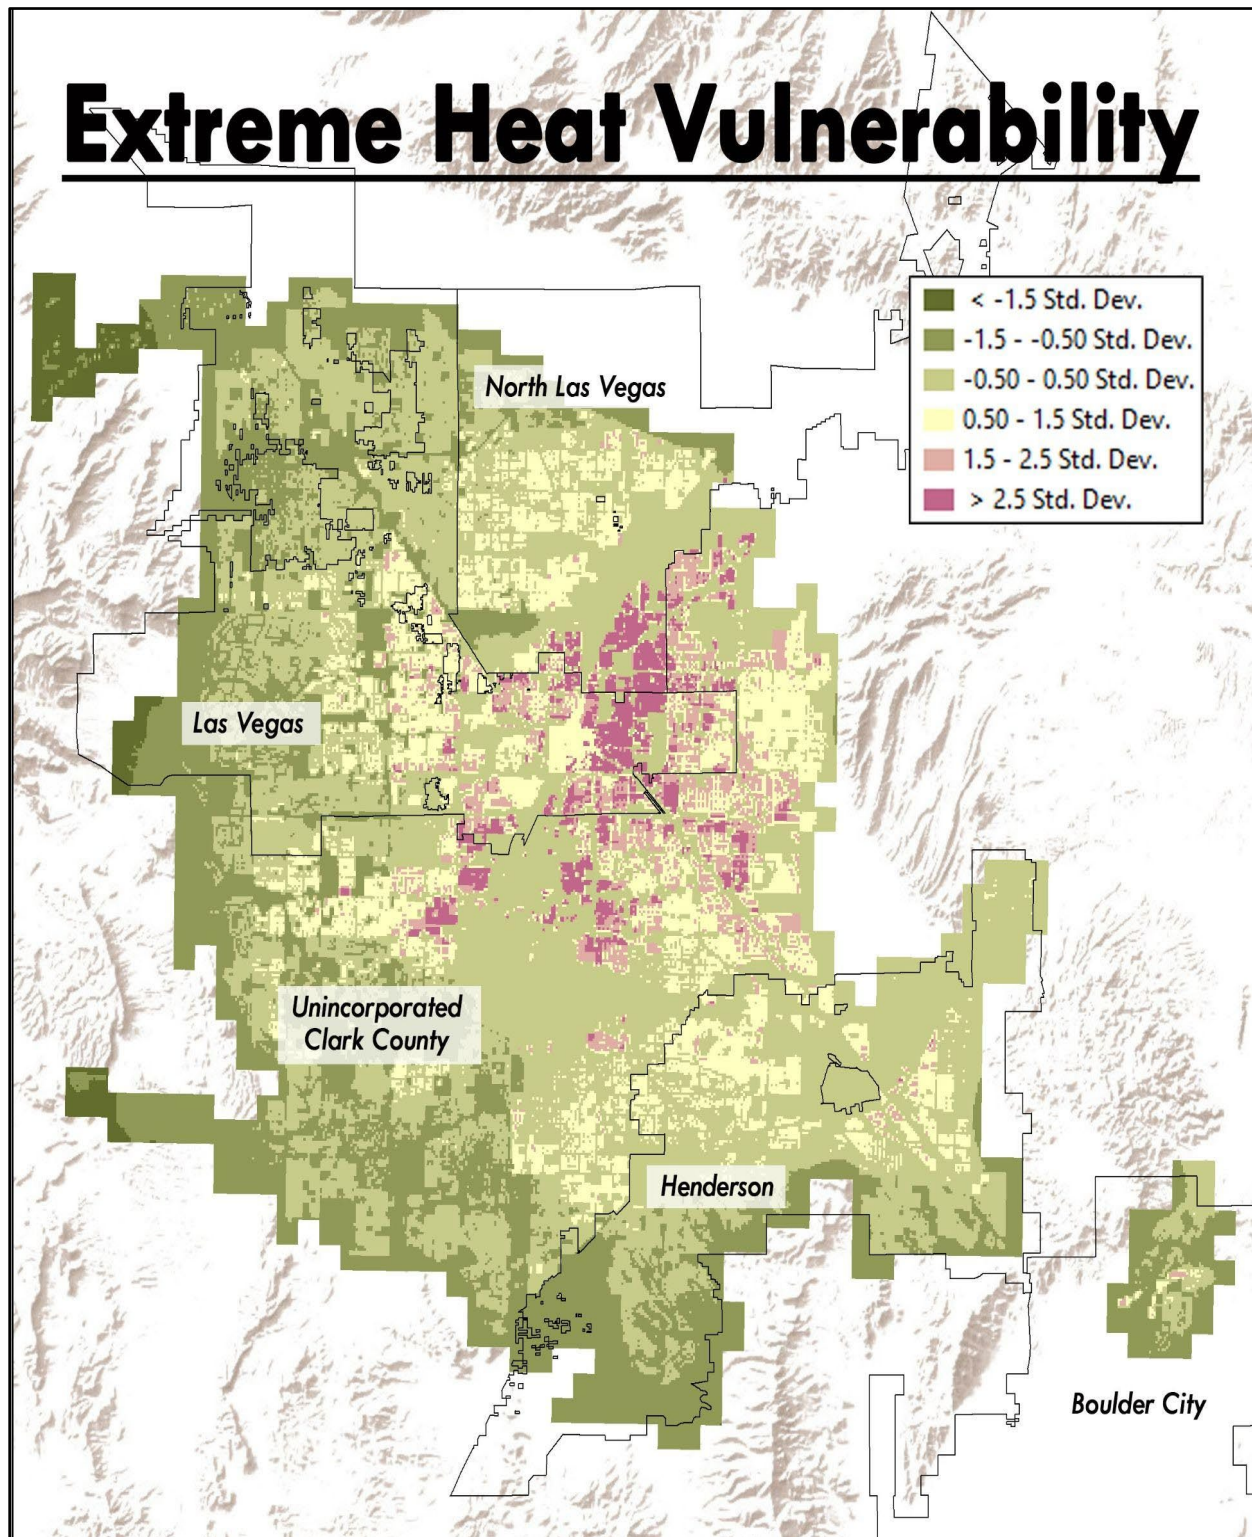 Extreme Heat Vulnerability
< -1.5 Std. Dev.
-1.5 - -0.50 Std. Dev.
-0.50 - 0.50 Std. Dev.
0.50 - 1.5 Std. Dev.
1.5 - 2.5 Std. Dev.
> 2.5 Std. Dev.
North Las Vegas
Las Vegas
Unincorporated
Clark County
Henderson
Boulder City